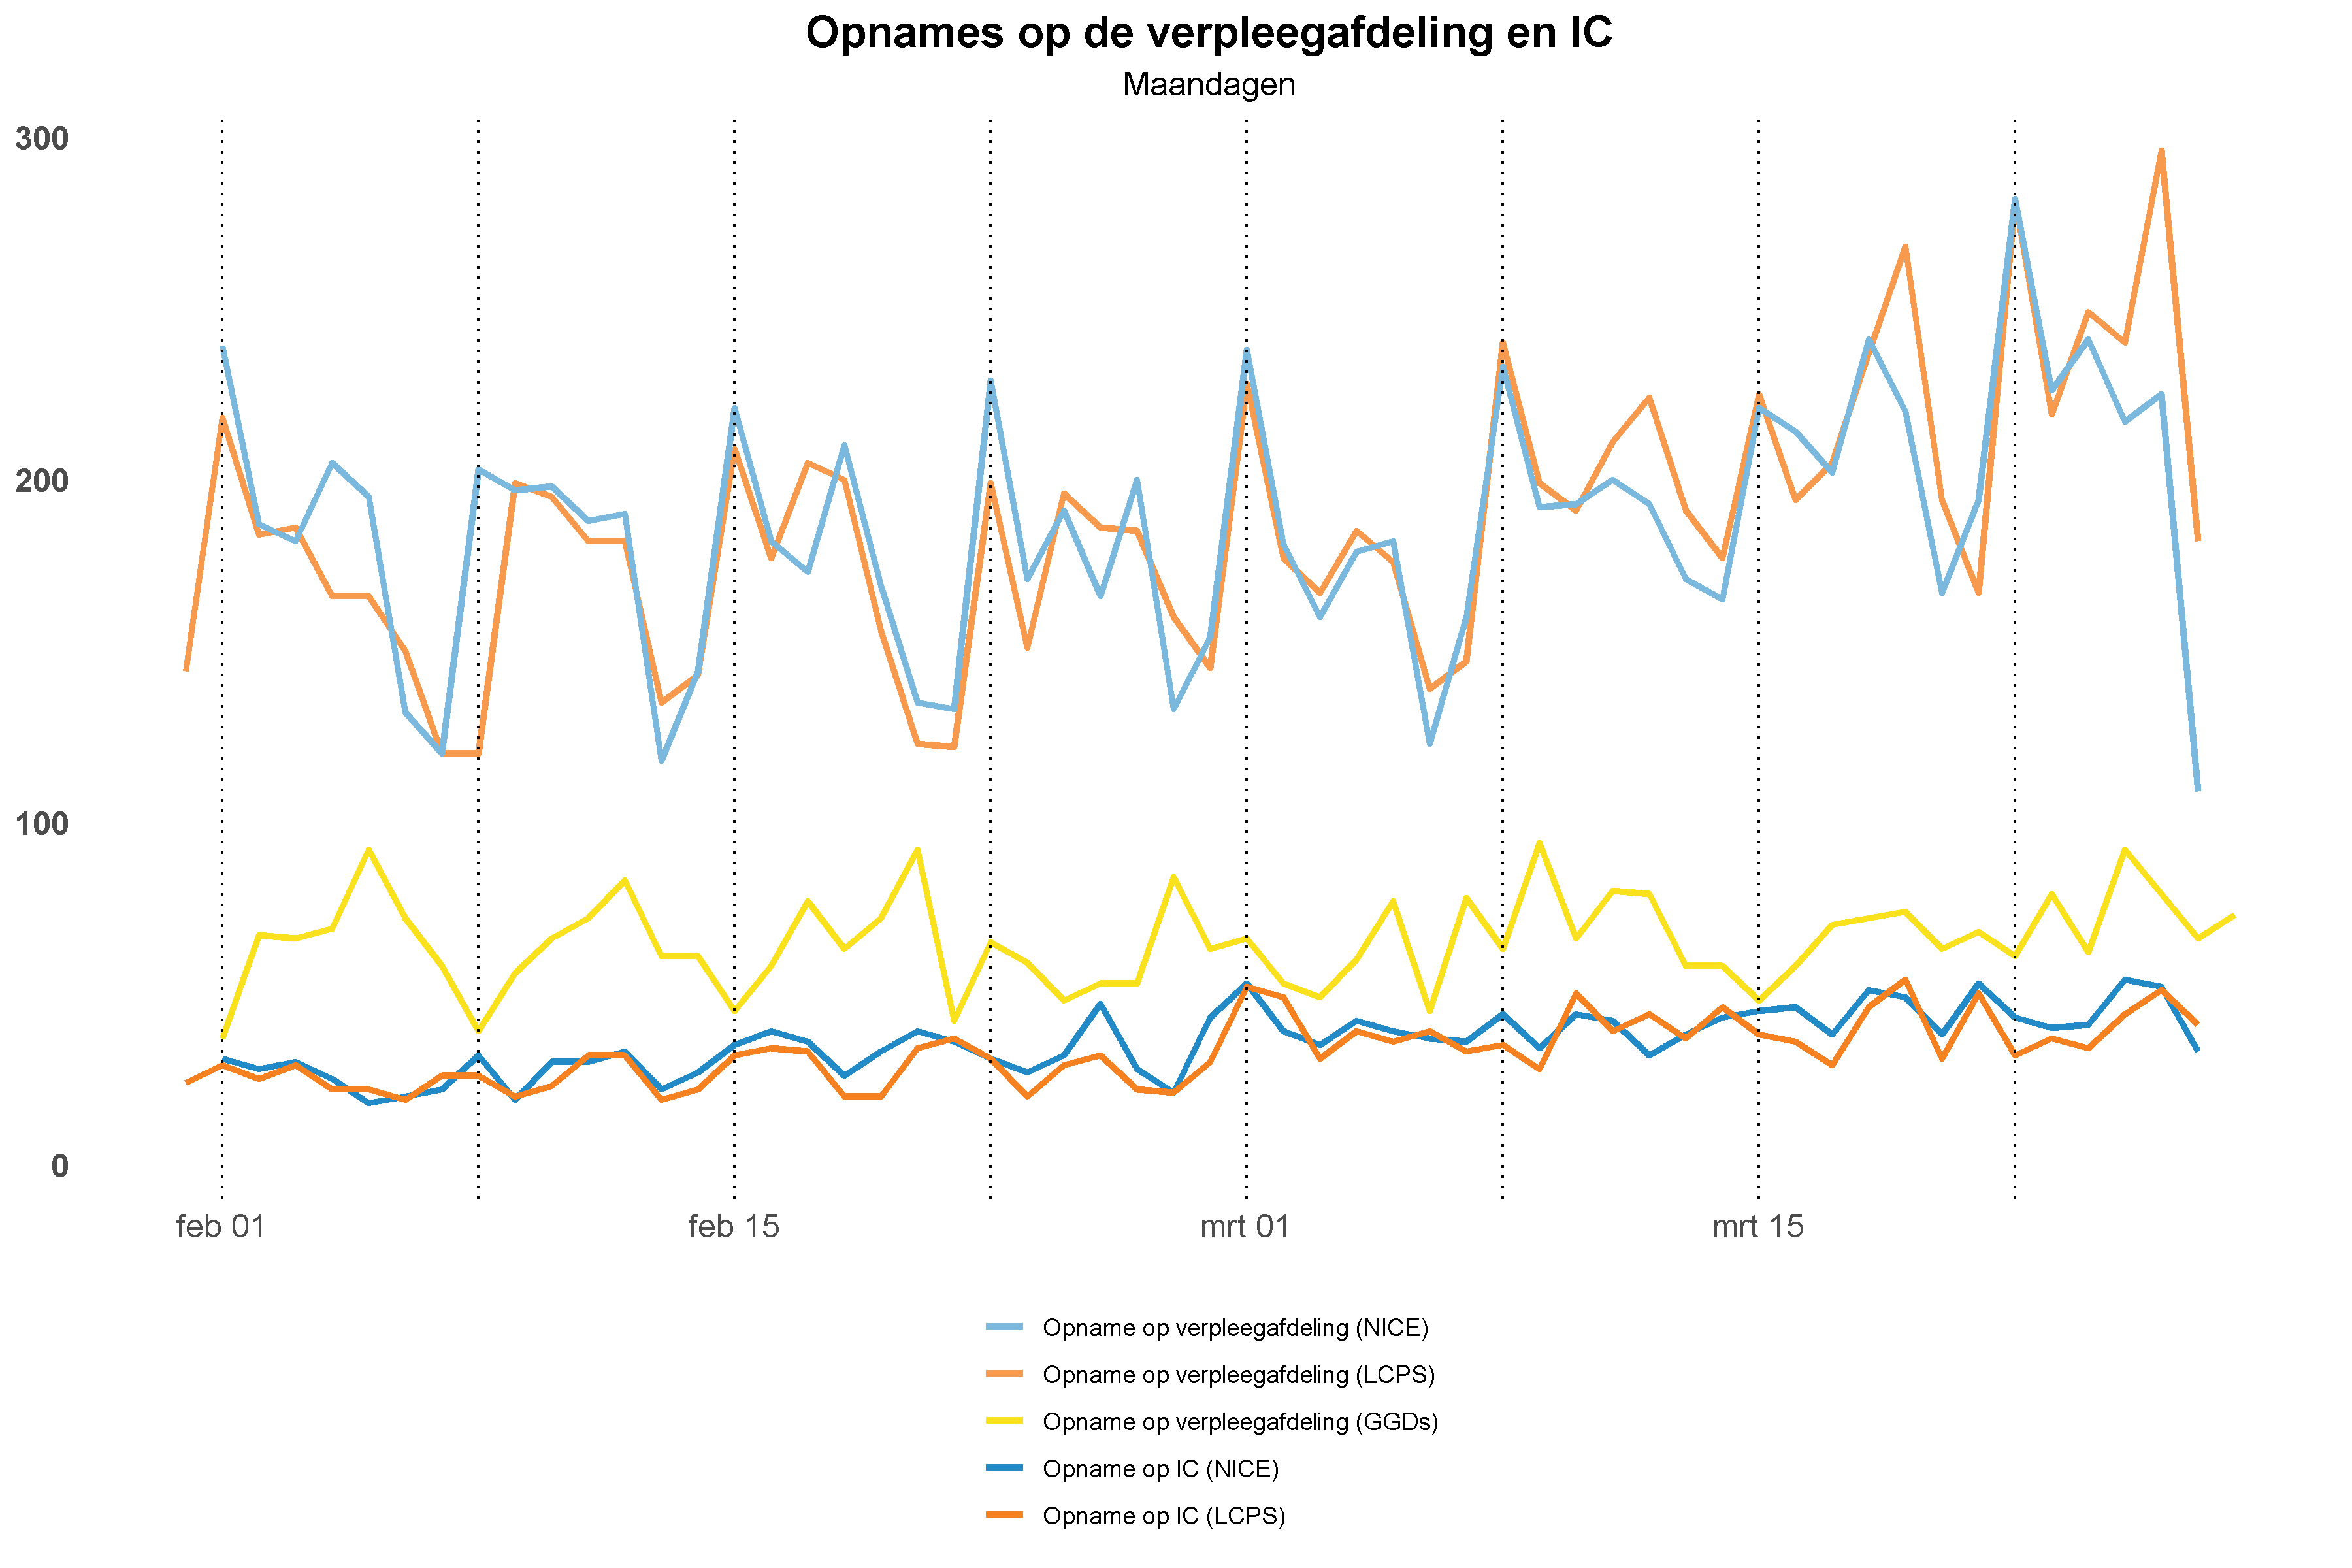 Opnames op de verpleegafdeling en IC
Maandagen
300
200
100
0
feb 01 feb 15 mrt 01 mrt 15
Opname op verpleegafdeling (NICE)
Opname op verpleegafdeling (LCPS)
Opname op verpleegafdeling (GGDs)
Opname op IC (NICE)
Opname op IC (LCPS)